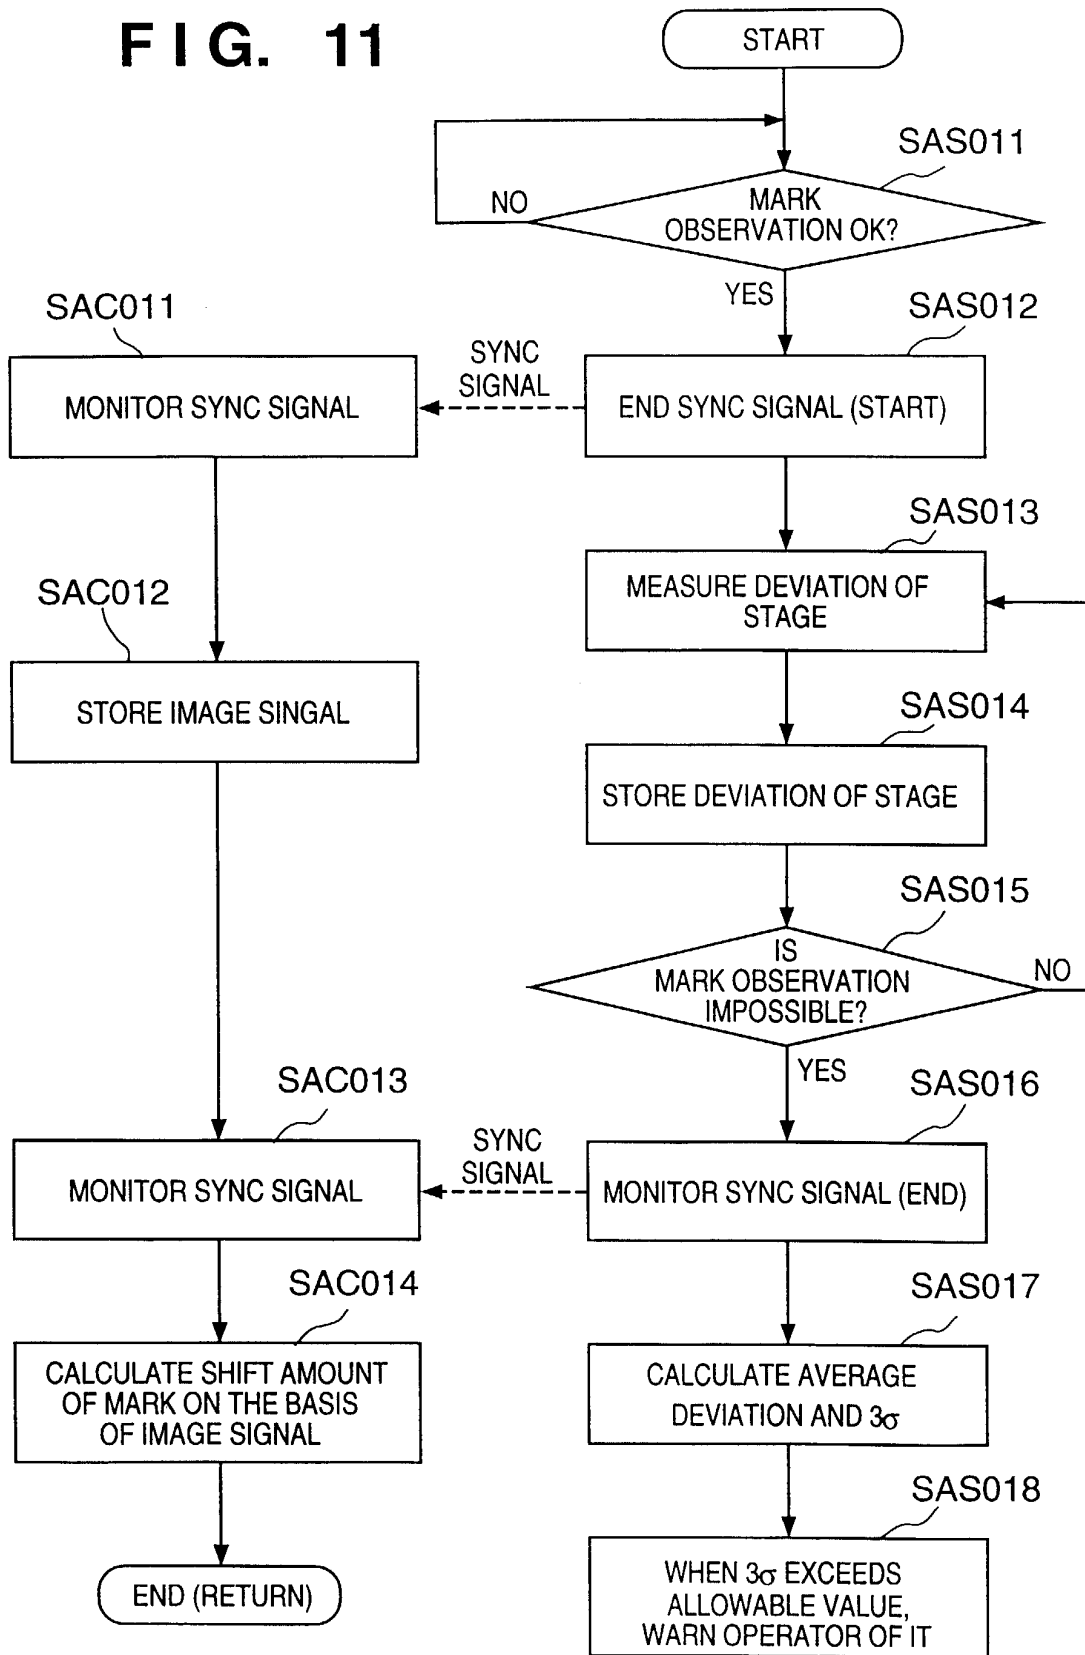 FIG. 11
START
SAS011
MARK
OBSERVATION OK?
NO
YES
SAC011
SAS012
SYNC
SIGNAL
MONITOR SYNC SIGNAL
END SYNC SIGNAL (START)
SAS013
MEASURE DEVIATION OF
STAGE
SAC012
STORE IMAGE SINGAL
SAS014
STORE DEVIATION OF STAGE
SAS015
IS
MARK OBSERVATION
IMPOSSIBLE?
NO
YES
SAC013
SAS016
SYNC
SIGNAL
MONITOR SYNC SIGNAL
MONITOR SYNC SIGNAL (END)
SAC014
SAS017
CALCULATE SHIFT AMOUNT
OF MARK ON THE BASIS
OF IMAGE SIGNAL
CALCULATE AVERAGE
DEVIATION AND 3σ
SAS018
END (RETURN)
WHEN 3σ EXCEEDS
ALLOWABLE VALUE,
WARN OPERATOR OF IT